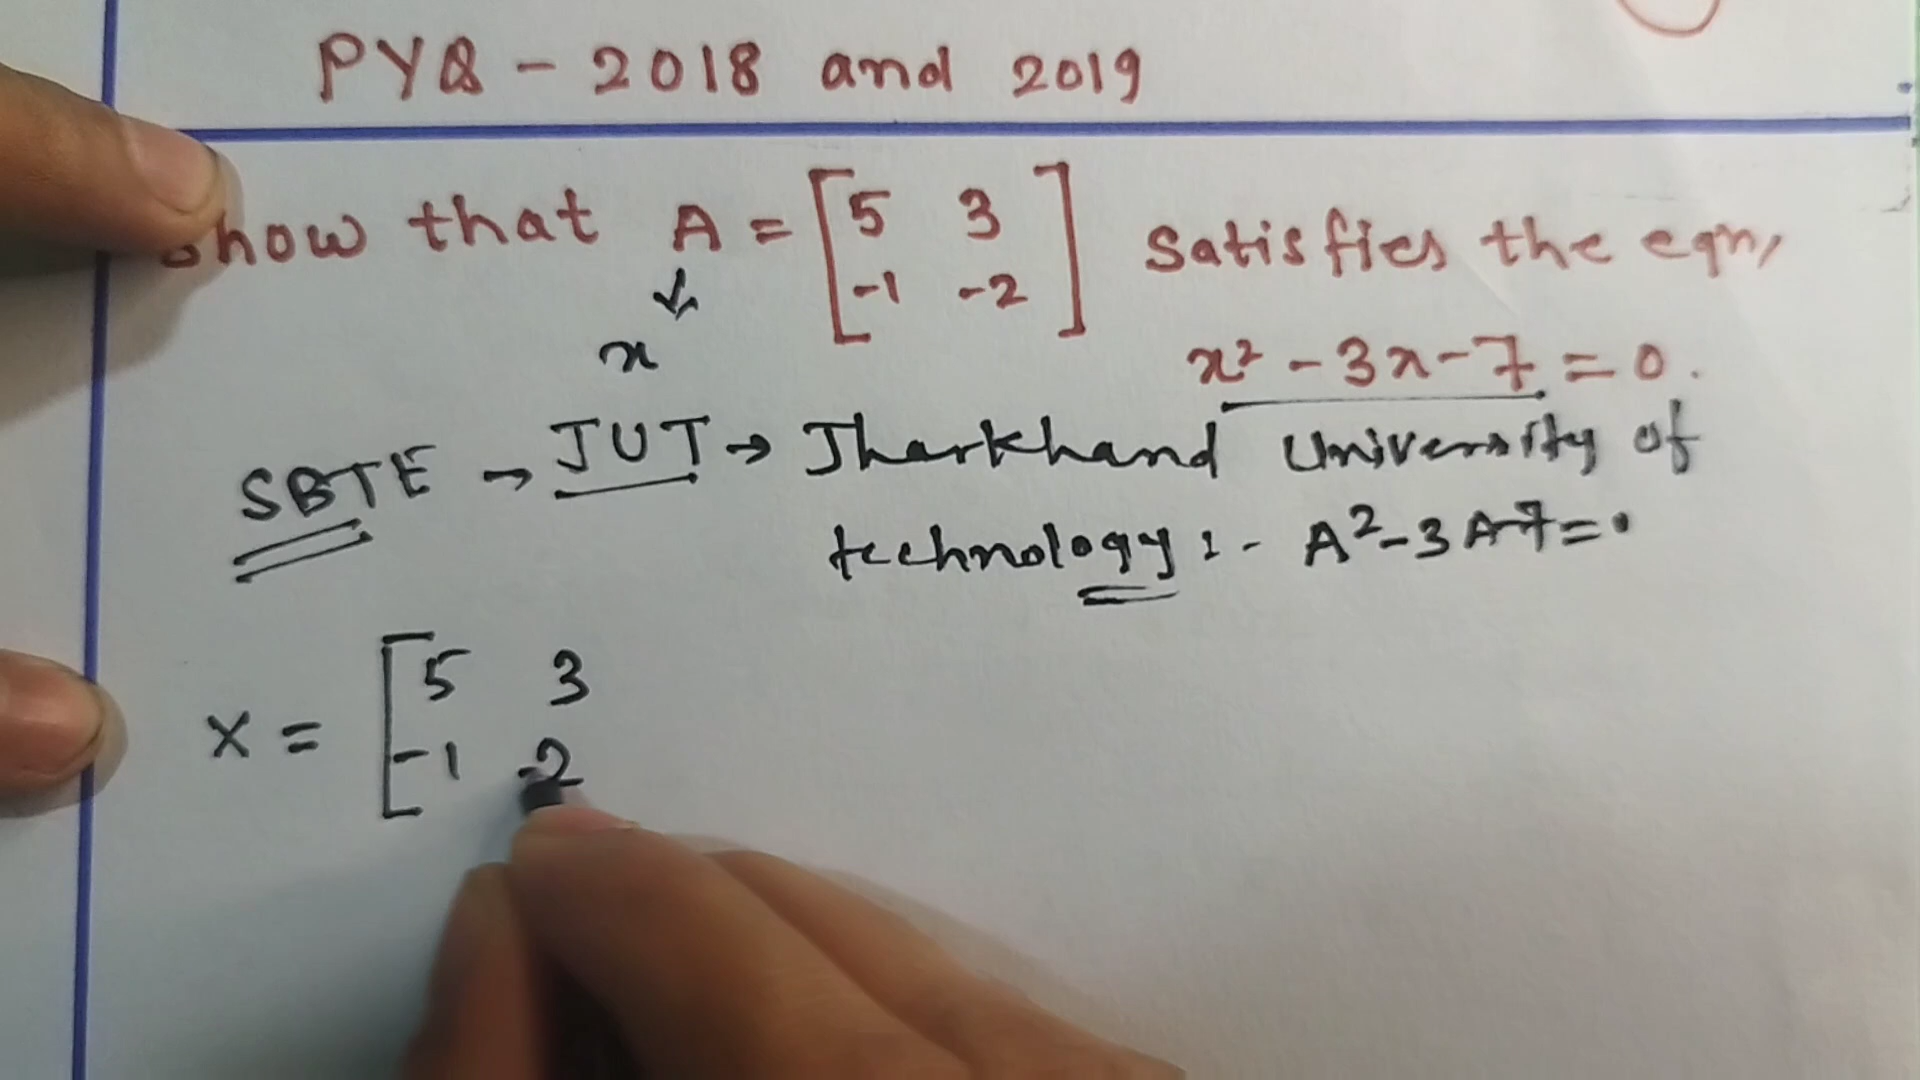 PYQ - 2018 and 2019
Show that A = [5 3 -1 -2] satisfies the eqn,
x
x² - 3x - 7 = 0.
SBTE → JUT → Jharkhand University of
technology :- A² - 3A - 7 = 0
X = [5 3
-1 -2